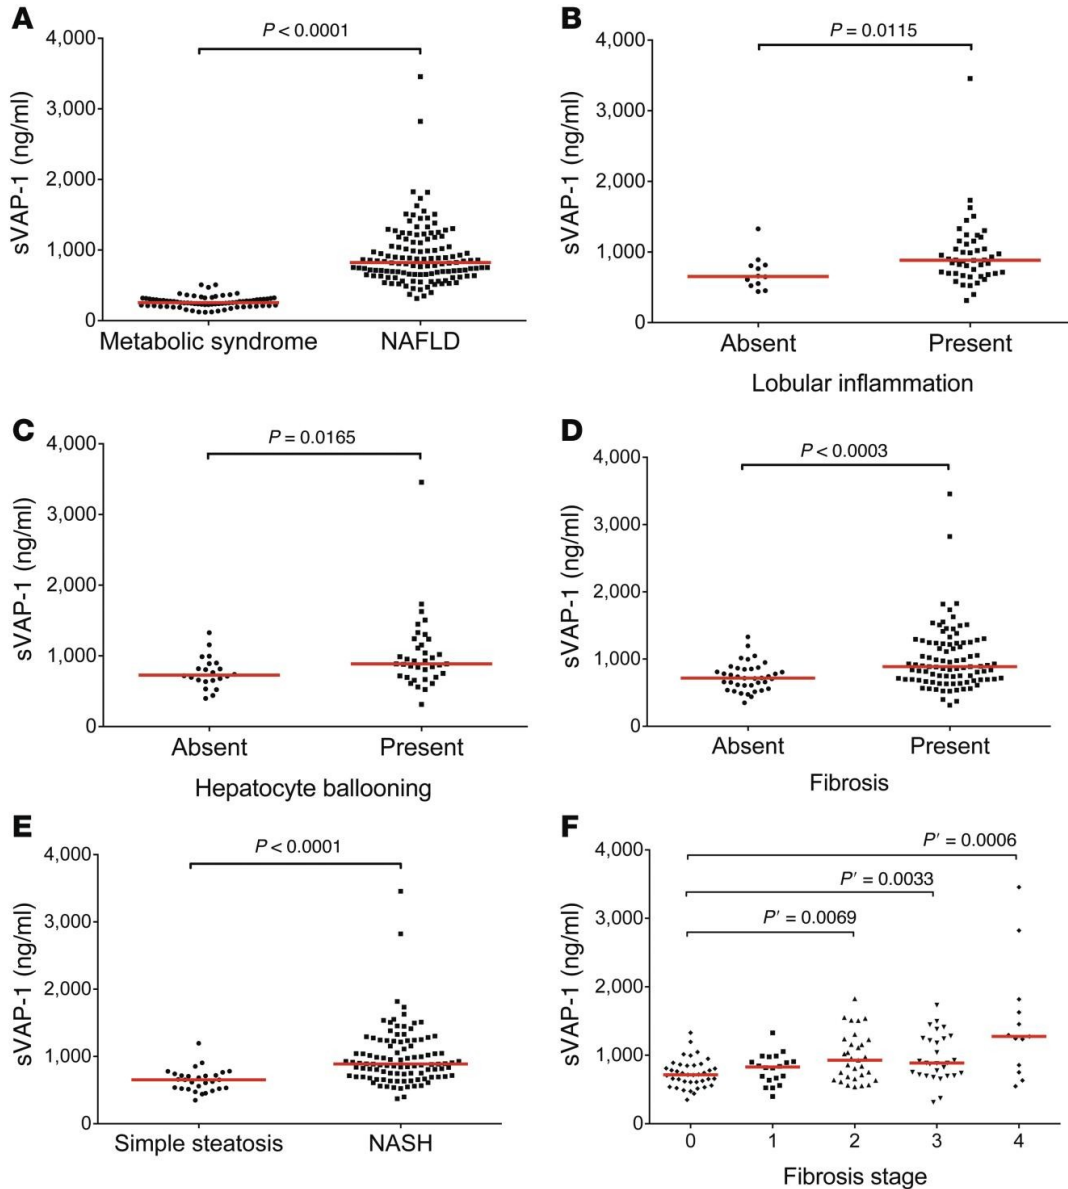 A
P < 0.0001
4,000
3,000
2,000
1,000
0
sVAP-1 (ng/ml)
Metabolic syndrome NAFLD
B
P = 0.0115
4,000
3,000
2,000
1,000
0
sVAP-1 (ng/ml)
Absent Present
Lobular inflammation
C
P = 0.0165
4,000
3,000
2,000
1,000
0
sVAP-1 (ng/ml)
Absent Present
Hepatocyte ballooning
D
P < 0.0003
4,000
3,000
2,000
1,000
0
sVAP-1 (ng/ml)
Absent Present
Fibrosis
E
P < 0.0001
4,000
3,000
2,000
1,000
0
sVAP-1 (ng/ml)
Simple steatosis NASH
F
P′ = 0.0006
P′ = 0.0033
P′ = 0.0069
4,000
3,000
2,000
1,000
0
sVAP-1 (ng/ml)
0 1 2 3 4
Fibrosis stage